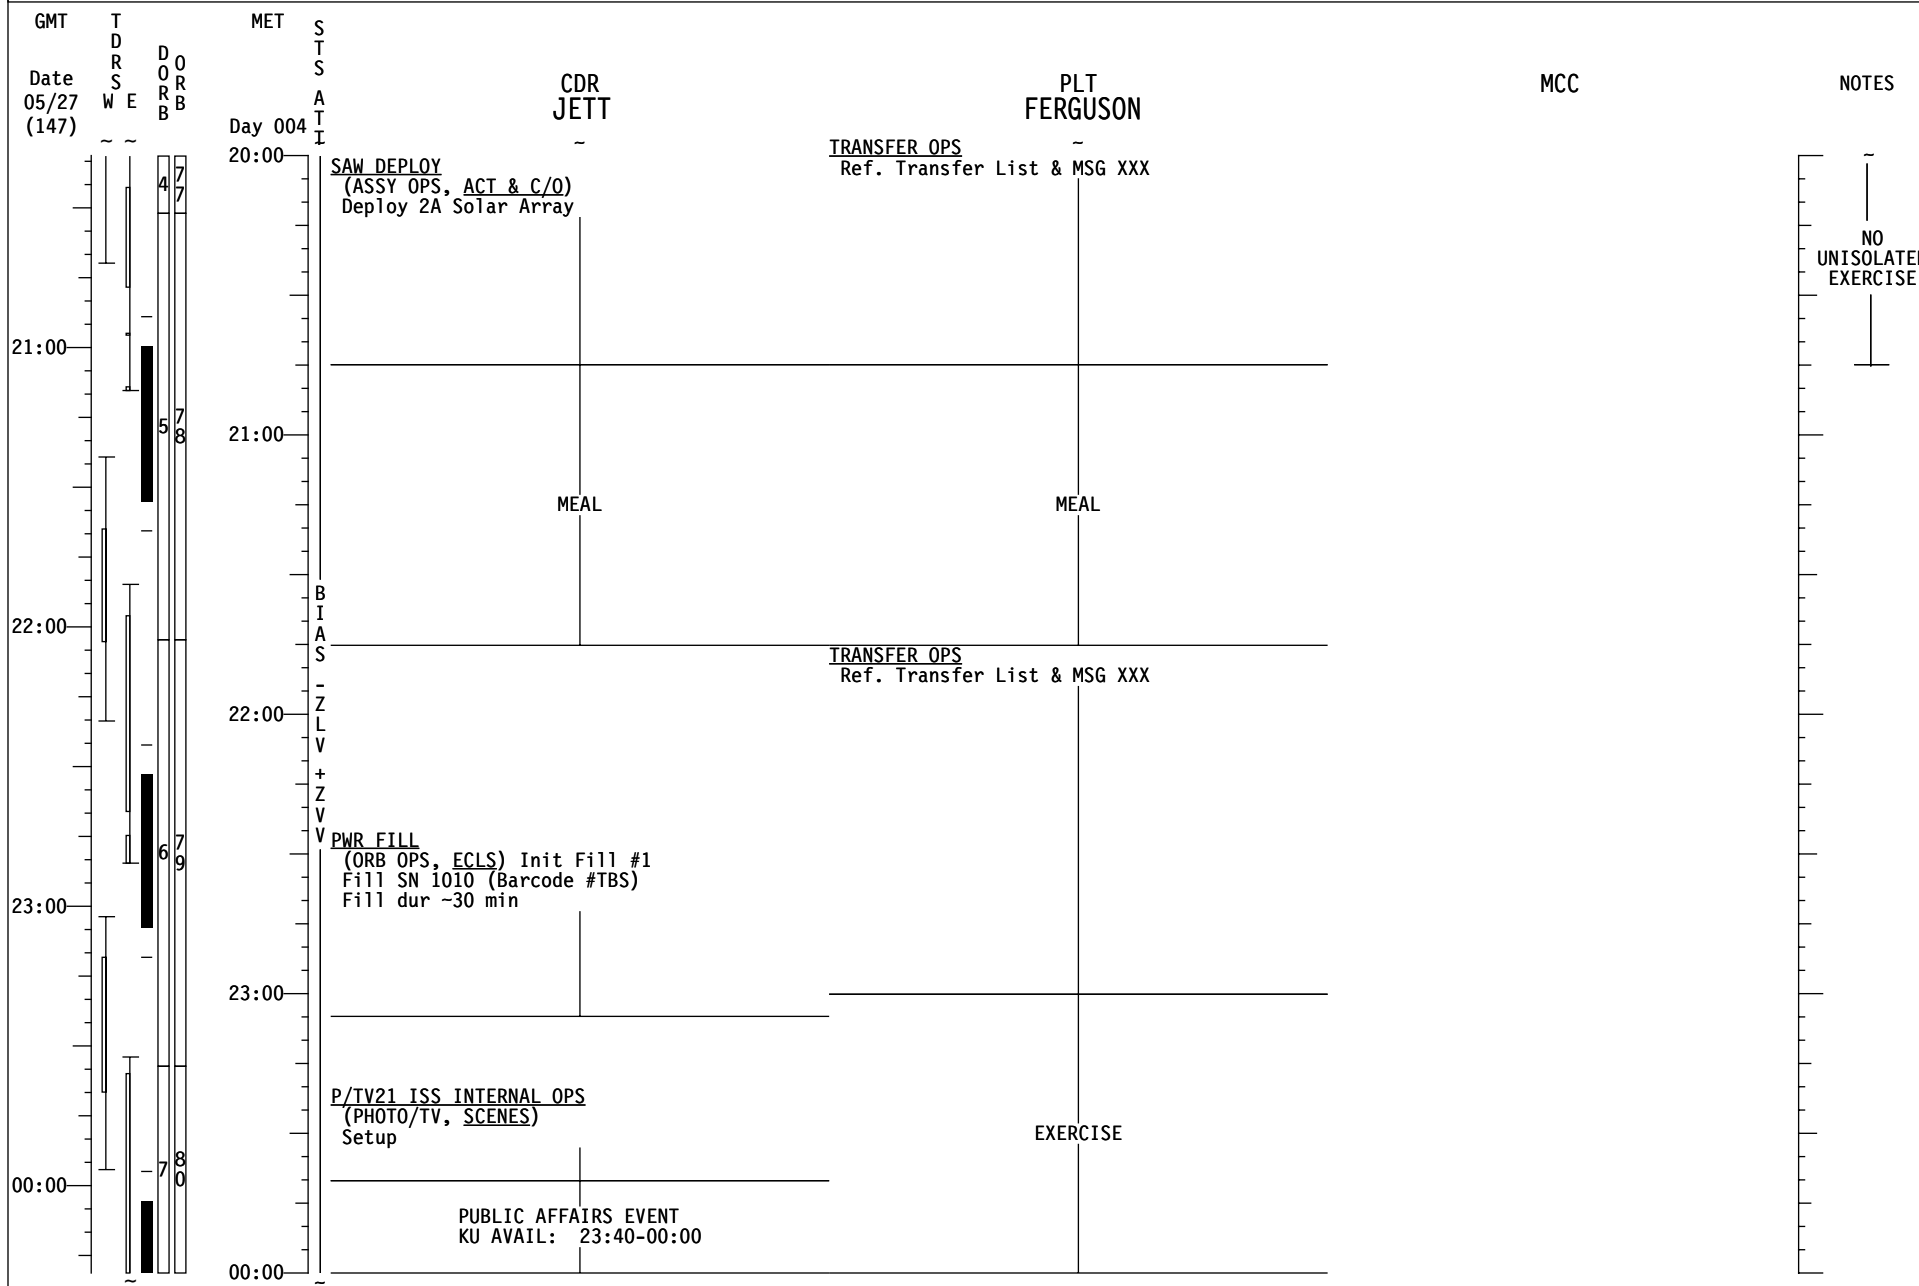 GMT
Date
05/27
(147)
TDRS
W E
DORB
ORB
MET
Day 004
STS ATT
CDR
JETT
PLT
FERGUSON
MCC
NOTES
~ ~
~
~
~
20:00
SAW DEPLOY
(ASSY OPS, ACT & C/O)
Deploy 2A Solar Array
TRANSFER OPS
Ref. Transfer List & MSG XXX
4
77
NO
UNISOLATED
EXERCISE
21:00
5
78
21:00
MEAL
MEAL
22:00
BIAS -ZLV +ZVV
TRANSFER OPS
Ref. Transfer List & MSG XXX
22:00
PWR FILL
(ORB OPS, ECLS) Init Fill #1
Fill SN 1010 (Barcode #TBS)
Fill dur ~30 min
6
79
23:00
23:00
P/TV21 ISS INTERNAL OPS
(PHOTO/TV, SCENES)
Setup
EXERCISE
7
80
00:00
PUBLIC AFFAIRS EVENT
KU AVAIL: 23:40-00:00
00:00
~
~